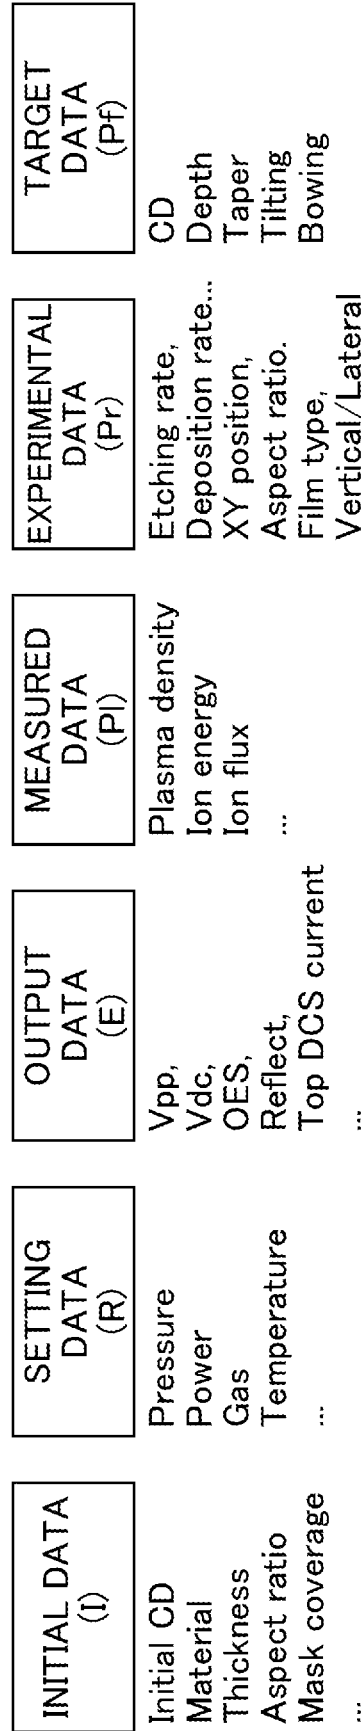 INITIAL DATA
(I)
Initial CD
Material
Thickness
Aspect ratio
Mask coverage
...
SETTING
DATA
(R)
Pressure
Power
Gas
Temperature
...
OUTPUT
DATA
(E)
Vpp,
Vdc,
OES,
Reflect,
Top DCS current
...
MEASURED
DATA
(Pl)
Plasma density
Ion energy
Ion flux
...
EXPERIMENTAL
DATA
(Pr)
Etching rate,
Deposition rate...
XY position,
Aspect ratio.
Film type,
Vertical/Lateral
TARGET
DATA
(Pf)
CD
Depth
Taper
Tilting
Bowing